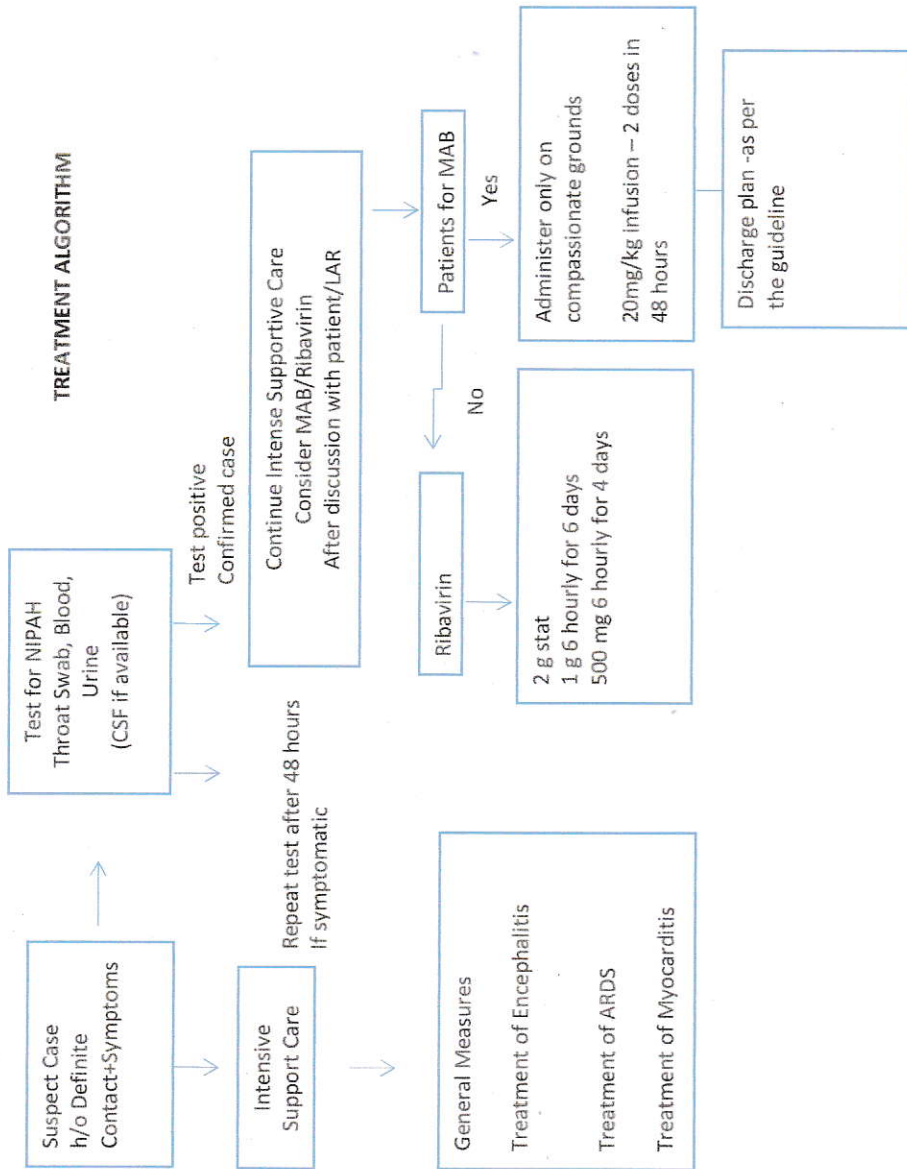 TREATMENT ALGORITHM
Suspect Case
h/o Definite
Contact+Symptoms
Test for NIPAH
Throat Swab, Blood,
Urine
(CSF if available)
Intensive
Support Care
Repeat test after 48 hours
If symptomatic
Test positive
Confirmed case
General Measures
Treatment of Encephalitis
Treatment of ARDS
Treatment of Myocarditis
Continue Intense Supportive Care
Consider MAB/Ribavirin
After discussion with patient/LAR
Ribavirin
No
Patients for MAB
Yes
2 g stat
1 g 6 hourly for 6 days
500 mg 6 hourly for 4 days
Administer only on
compassionate grounds
20mg/kg infusion – 2 doses in
48 hours
Discharge plan -as per
the guideline